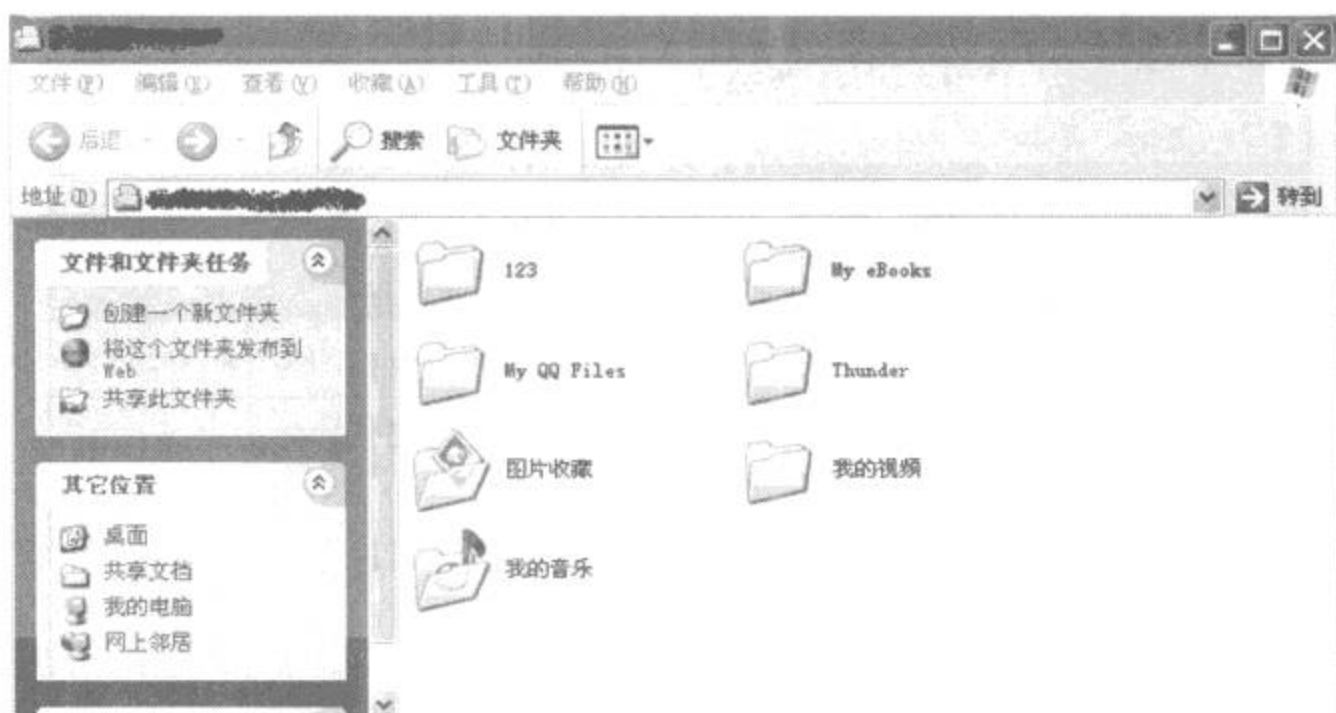 文件(F) 编辑(E) 查看(V) 收藏(A) 工具(T) 帮助(H)
后退 搜索 文件夹
地址(D) 转到
文件和文件夹任务
创建一个新文件夹
将这个文件夹发布到
Web
共享此文件夹
其它位置
桌面
共享文档
我的电脑
网上邻居
123
My eBooks
My QQ Files
Thunder
图片收藏
我的视频
我的音乐